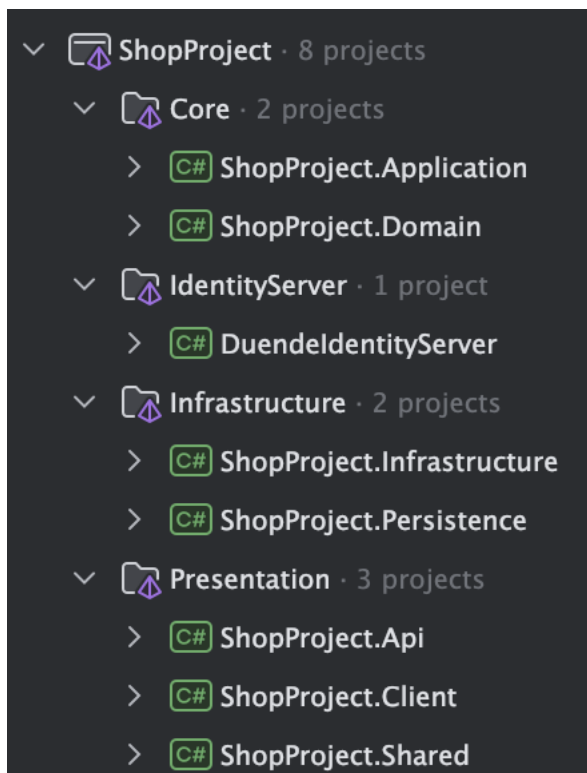 ShopProject · 8 projects
Core · 2 projects
C# ShopProject.Application
C# ShopProject.Domain
IdentityServer · 1 project
C# DuendeIdentityServer
Infrastructure · 2 projects
C# ShopProject.Infrastructure
C# ShopProject.Persistence
Presentation · 3 projects
C# ShopProject.Api
C# ShopProject.Client
C# ShopProject.Shared